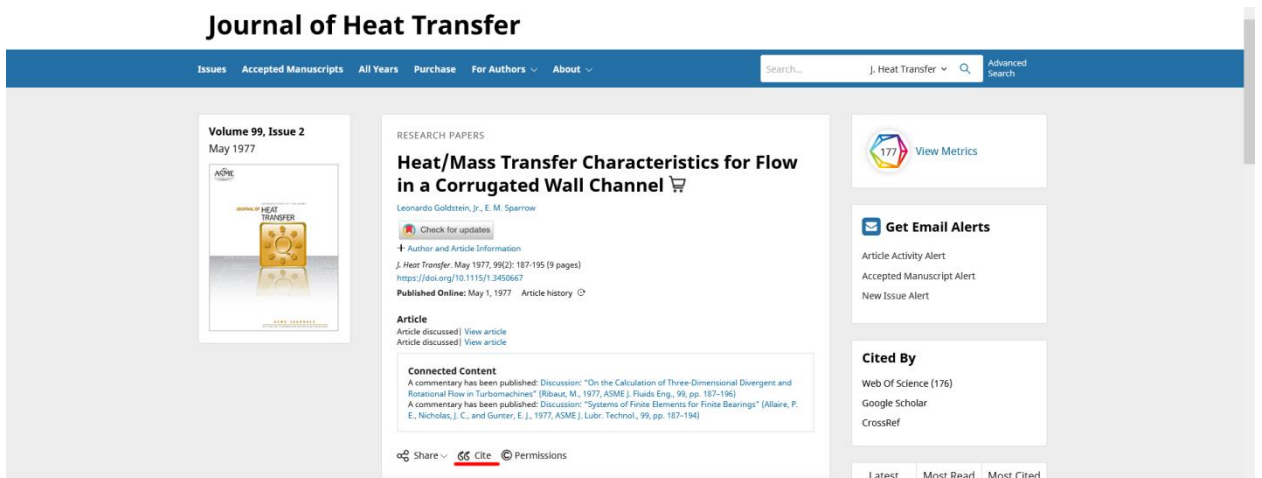 Journal of Heat Transfer
Issues Accepted Manuscripts All Years Purchase For Authors About
Search... J. Heat Transfer Advanced
Search
Volume 99, Issue 2
May 1977
ASME
JOURNAL OF HEAT
TRANSFER
RESEARCH PAPERS
Heat/Mass Transfer Characteristics for Flow
in a Corrugated Wall Channel
Leonardo Goldstein, Jr., E. M. Sparrow
Check for updates
+ Author and Article Information
J. Heat Transfer. May 1977, 99(2): 187-195 (9 pages)
https://doi.org/10.1115/1.3450667
Published Online: May 1, 1977 Article history
Article
Article discussed| View article
Article discussed| View article
Connected Content
A commentary has been published: Discussion: "On the Calculation of Three-Dimensional Divergent and
Rotational Flow in Turbomachines" (Ribaut, M., 1977, ASME J. Fluids Eng., 99, pp. 187–196)
A commentary has been published: Discussion: "Systems of Finite Elements for Finite Bearings" (Allaire, P.
E., Nicholas, J. C., and Gunter, E. J., 1977, ASME J. Lubr. Technol., 99, pp. 187–194)
Share Cite Permissions
177 View Metrics
Get Email Alerts
Article Activity Alert
Accepted Manuscript Alert
New Issue Alert
Cited By
Web Of Science (176)
Google Scholar
CrossRef
Latest Most Read Most Cited